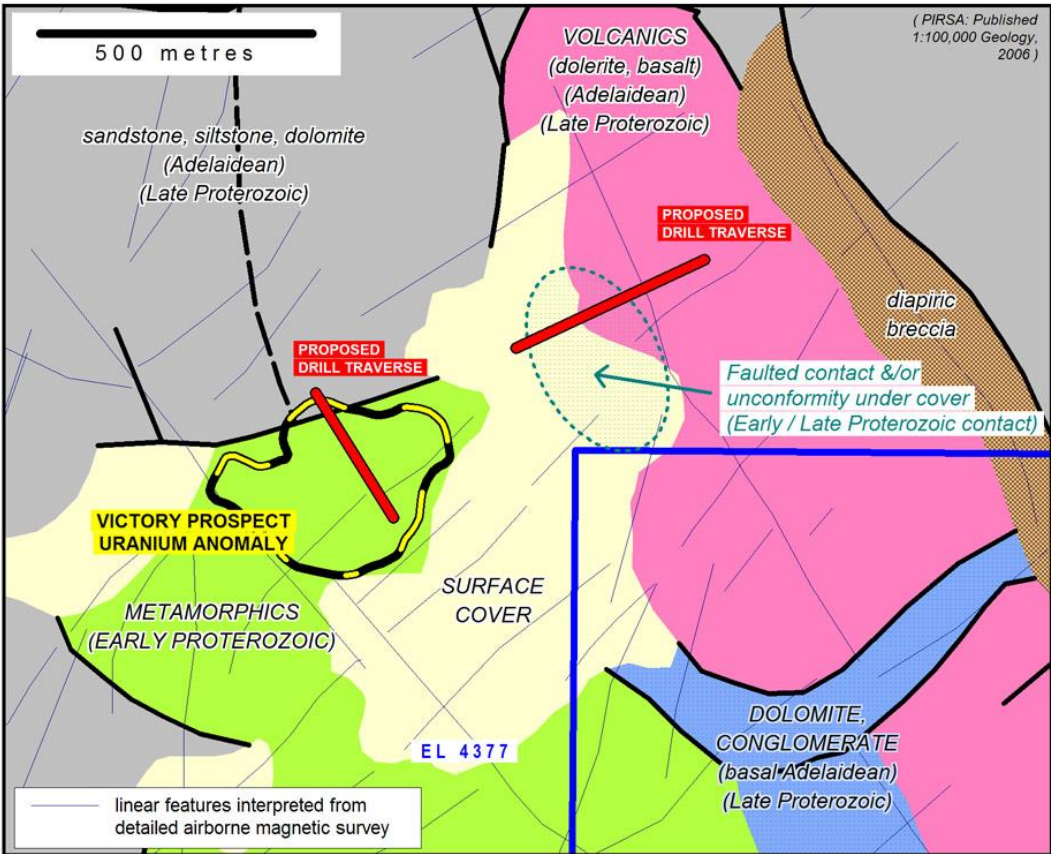 500 metres
VOLCANICS
(dolerite, basalt)
(Adelaidean)
(Late Proterozoic)
( PIRSA: Published
1:100,000 Geology,
2006 )
sandstone, siltstone, dolomite
(Adelaidean)
(Late Proterozoic)
PROPOSED
DRILL TRAVERSE
diapiric
breccia
PROPOSED
DRILL TRAVERSE
Faulted contact &/or
unconformity under cover
(Early / Late Proterozoic contact)
VICTORY PROSPECT
URANIUM ANOMALY
METAMORPHICS
(EARLY PROTEROZOIC)
SURFACE
COVER
EL 4377
DOLOMITE,
CONGLOMERATE
(basal Adelaidean)
(Late Proterozoic)
linear features interpreted from
detailed airborne magnetic survey